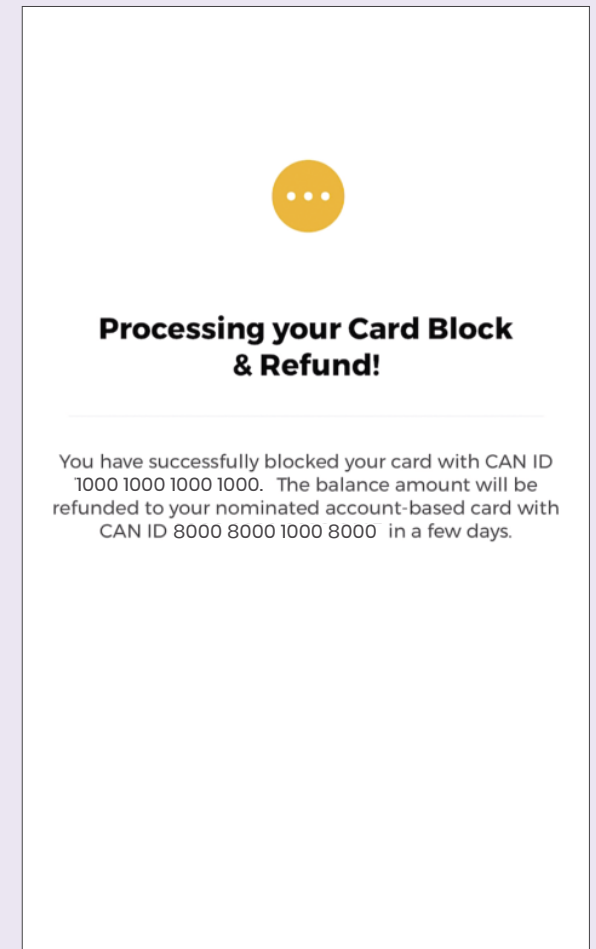 Processing your Card Block
& Refund!
You have successfully blocked your card with CAN ID
1000 1000 1000 1000. The balance amount will be
refunded to your nominated account-based card with
CAN ID 8000 8000 1000 8000 in a few days.